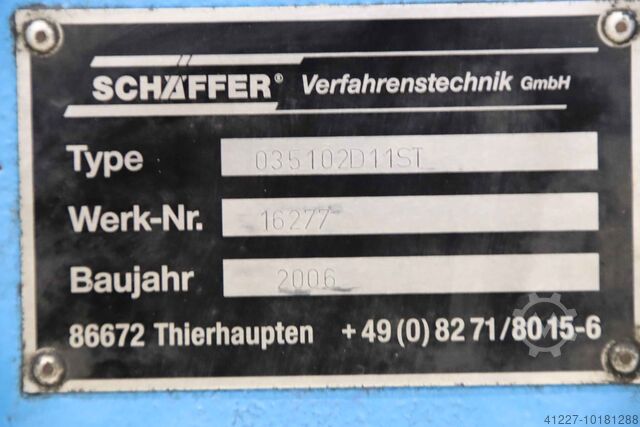 SCHÄFFER® Verfahrenstechnik GmbH
Type 035102D11ST
Werk-Nr. 16277
Baujahr 2006
86672 Thierhaupten +49 (0) 82 71/80 15-6
41227-10181288